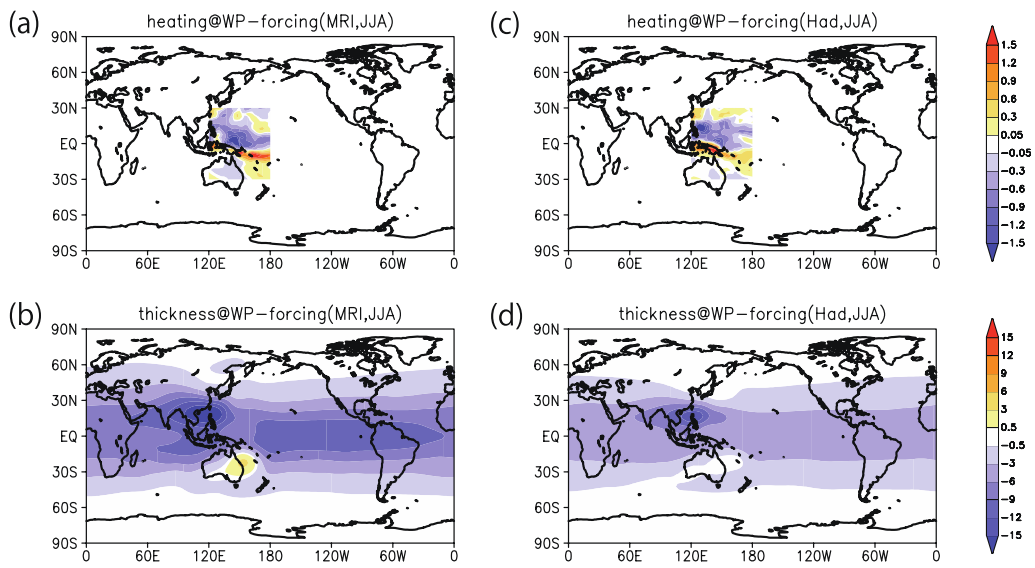 (a)
heating@WP-forcing(MRI,JJA)
90N
60N
30N
EQ
30S
60S
90S
0 60E 120E 180 120W 60W 0
(c)
heating@WP-forcing(Had,JJA)
90N
60N
30N
EQ
30S
60S
90S
0 60E 120E 180 120W 60W 0
1.5
1.2
0.9
0.6
0.3
0.05
-0.05
-0.3
-0.6
-0.9
-1.2
-1.5
(b)
thickness@WP-forcing(MRI,JJA)
90N
60N
30N
EQ
30S
60S
90S
0 60E 120E 180 120W 60W 0
(d)
thickness@WP-forcing(Had,JJA)
90N
60N
30N
EQ
30S
60S
90S
0 60E 120E 180 120W 60W 0
15
12
9
6
3
0.5
-0.5
-3
-6
-9
-12
-15